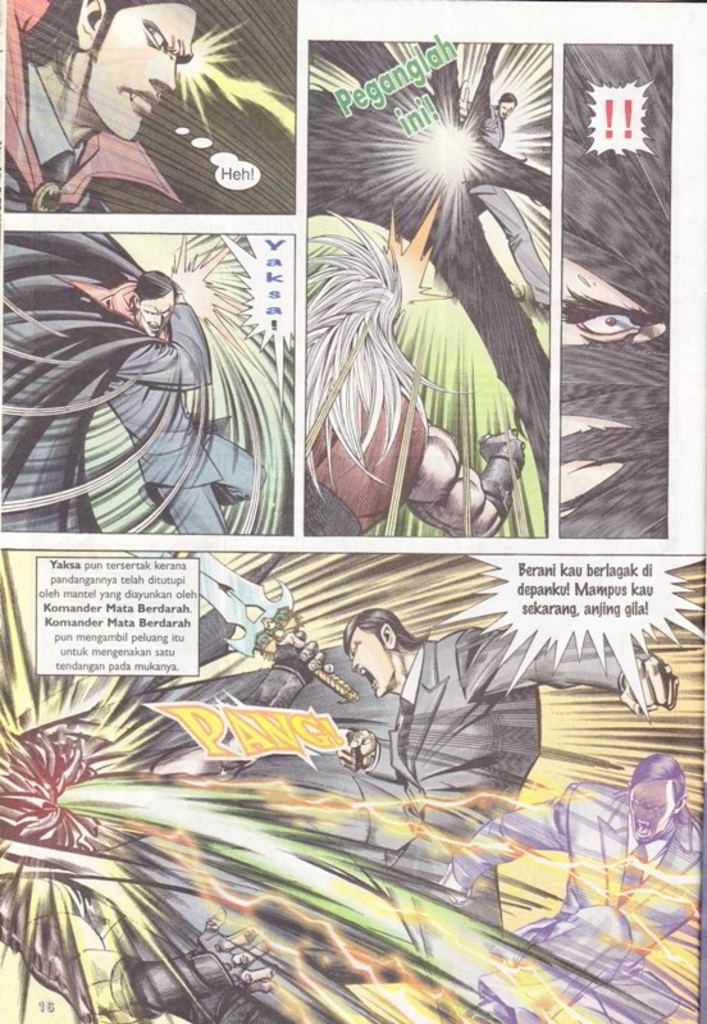 Heh!
Peganglah
ini!
!!
Yaksa!
Yaksa pun tersentak kerana
pandangannya telah ditutupi
oleh mantel yang diayunkan oleh
Komander Mata Berdarah.
Komander Mata Berdarah
pun mengambil peluang itu
untuk mengenakan satu
tendangan pada mukanya.
Berani kau berlagak di
depanku! Mampus kau
sekarang, anjing gila!
PANG!
16